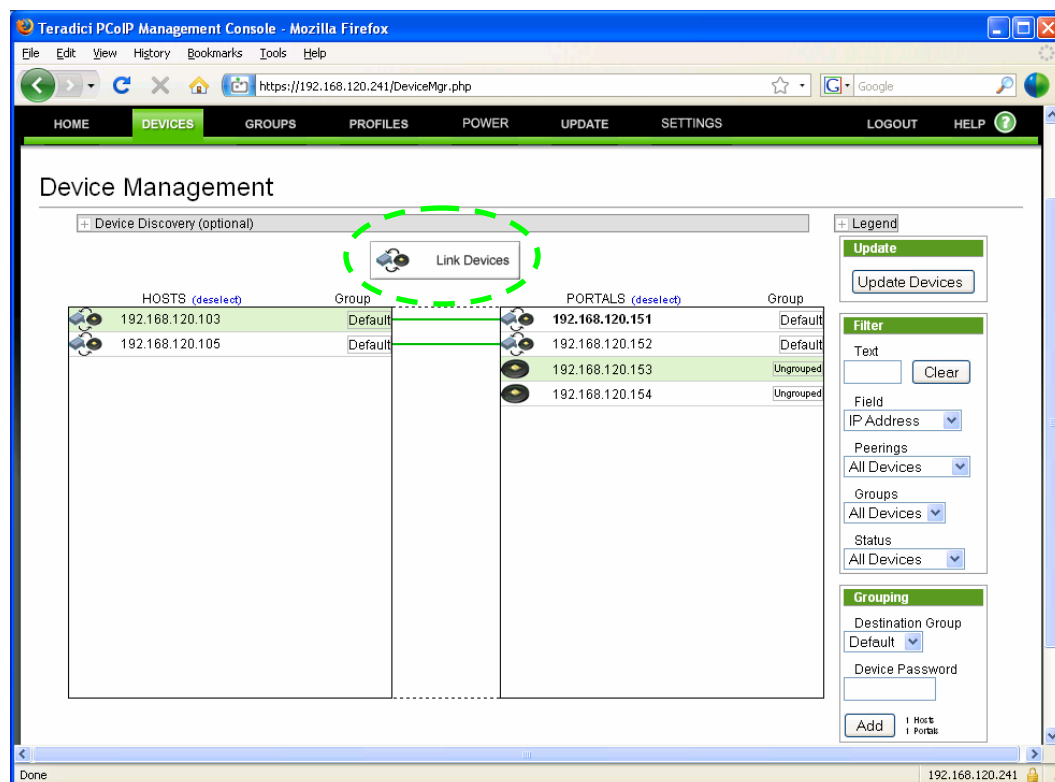 Teradici PCoIP Management Console - Mozilla Firefox
File Edit View History Bookmarks Tools Help
https://192.168.120.241/DeviceMgr.php
G Google
HOME DEVICES GROUPS PROFILES POWER UPDATE SETTINGS LOGOUT HELP ?
Device Management
+ Device Discovery (optional)
+ Legend
Link Devices
Update
Update Devices
HOSTS (deselect) Group PORTALS (deselect) Group
192.168.120.103 Default 192.168.120.151 Default
192.168.120.105 Default 192.168.120.152 Default
192.168.120.153 Ungrouped
192.168.120.154 Ungrouped
Filter
Text
Clear
Field
IP Address
Peerings
All Devices
Groups
All Devices
Status
All Devices
Grouping
Destination Group
Default
Device Password
Add
1 Hosts
1 Portals
Done 192.168.120.241